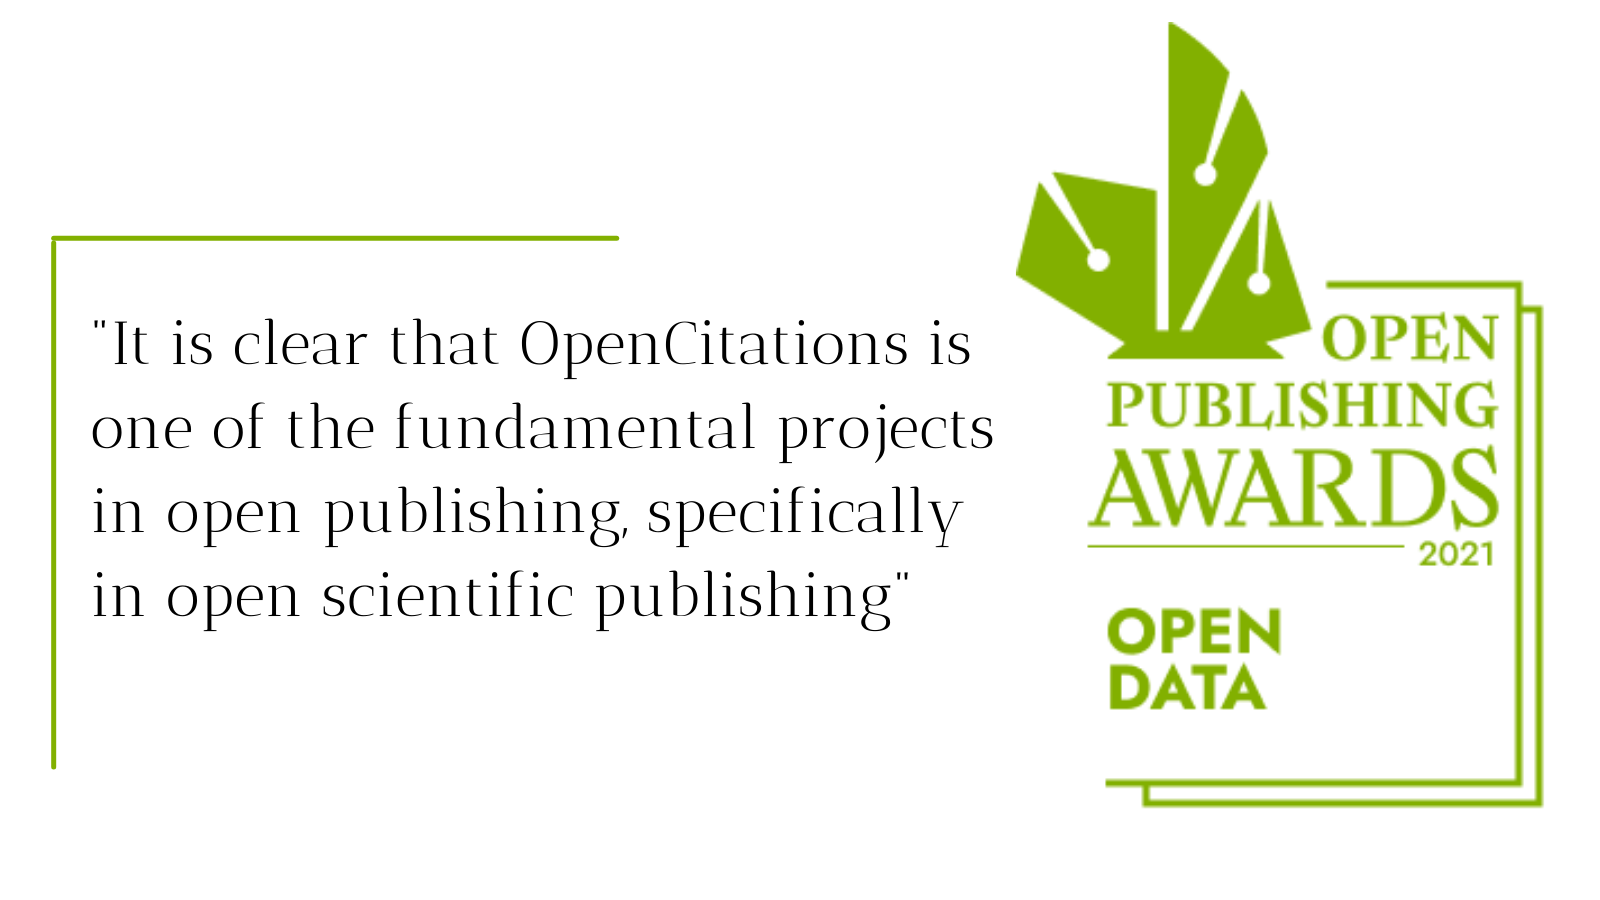 "It is clear that OpenCitations is
one of the fundamental projects
in open publishing, specifically
in open scientific publishing"
OPEN
PUBLISHING
AWARDS
2021
OPEN
DATA